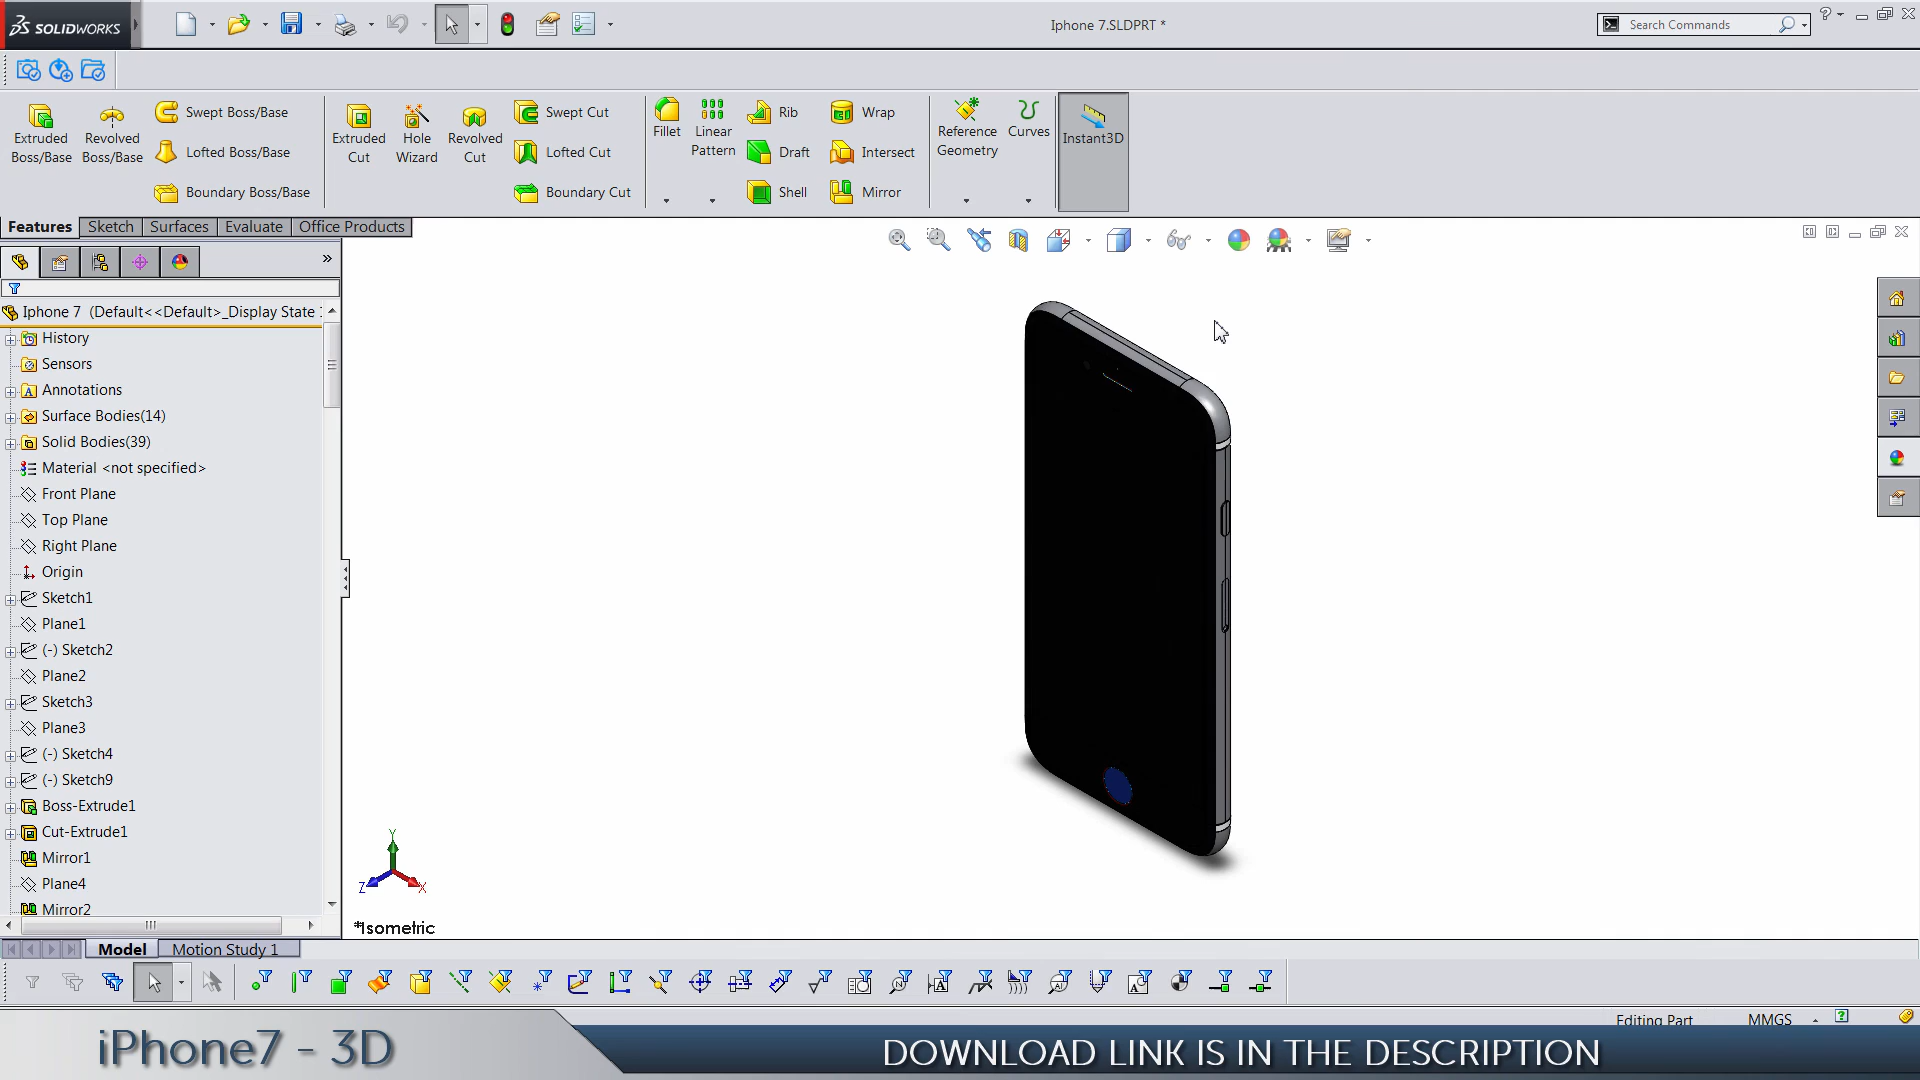 SOLIDWORKS
Iphone 7.SLDPRT *
Search Commands
Extruded Boss/Base
Revolved Boss/Base
Swept Boss/Base
Lofted Boss/Base
Boundary Boss/Base
Extruded Cut
Hole Wizard
Revolved Cut
Swept Cut
Lofted Cut
Boundary Cut
Fillet
Linear Pattern
Rib
Draft
Shell
Wrap
Intersect
Mirror
Reference Geometry
Curves
Instant3D
Features
Sketch
Surfaces
Evaluate
Office Products
Iphone 7 (Default<<Default>_Display State
History
Sensors
Annotations
Surface Bodies(14)
Solid Bodies(39)
Material <not specified>
Front Plane
Top Plane
Right Plane
Origin
Sketch1
Plane1
(-) Sketch2
Plane2
Sketch3
Plane3
(-) Sketch4
(-) Sketch9
Boss-Extrude1
Cut-Extrude1
Mirror1
Plane4
Mirror2
Y
Z
X
*Isometric
Model
Motion Study 1
Editing Part
MMGS
iPhone7 - 3D
DOWNLOAD LINK IS IN THE DESCRIPTION